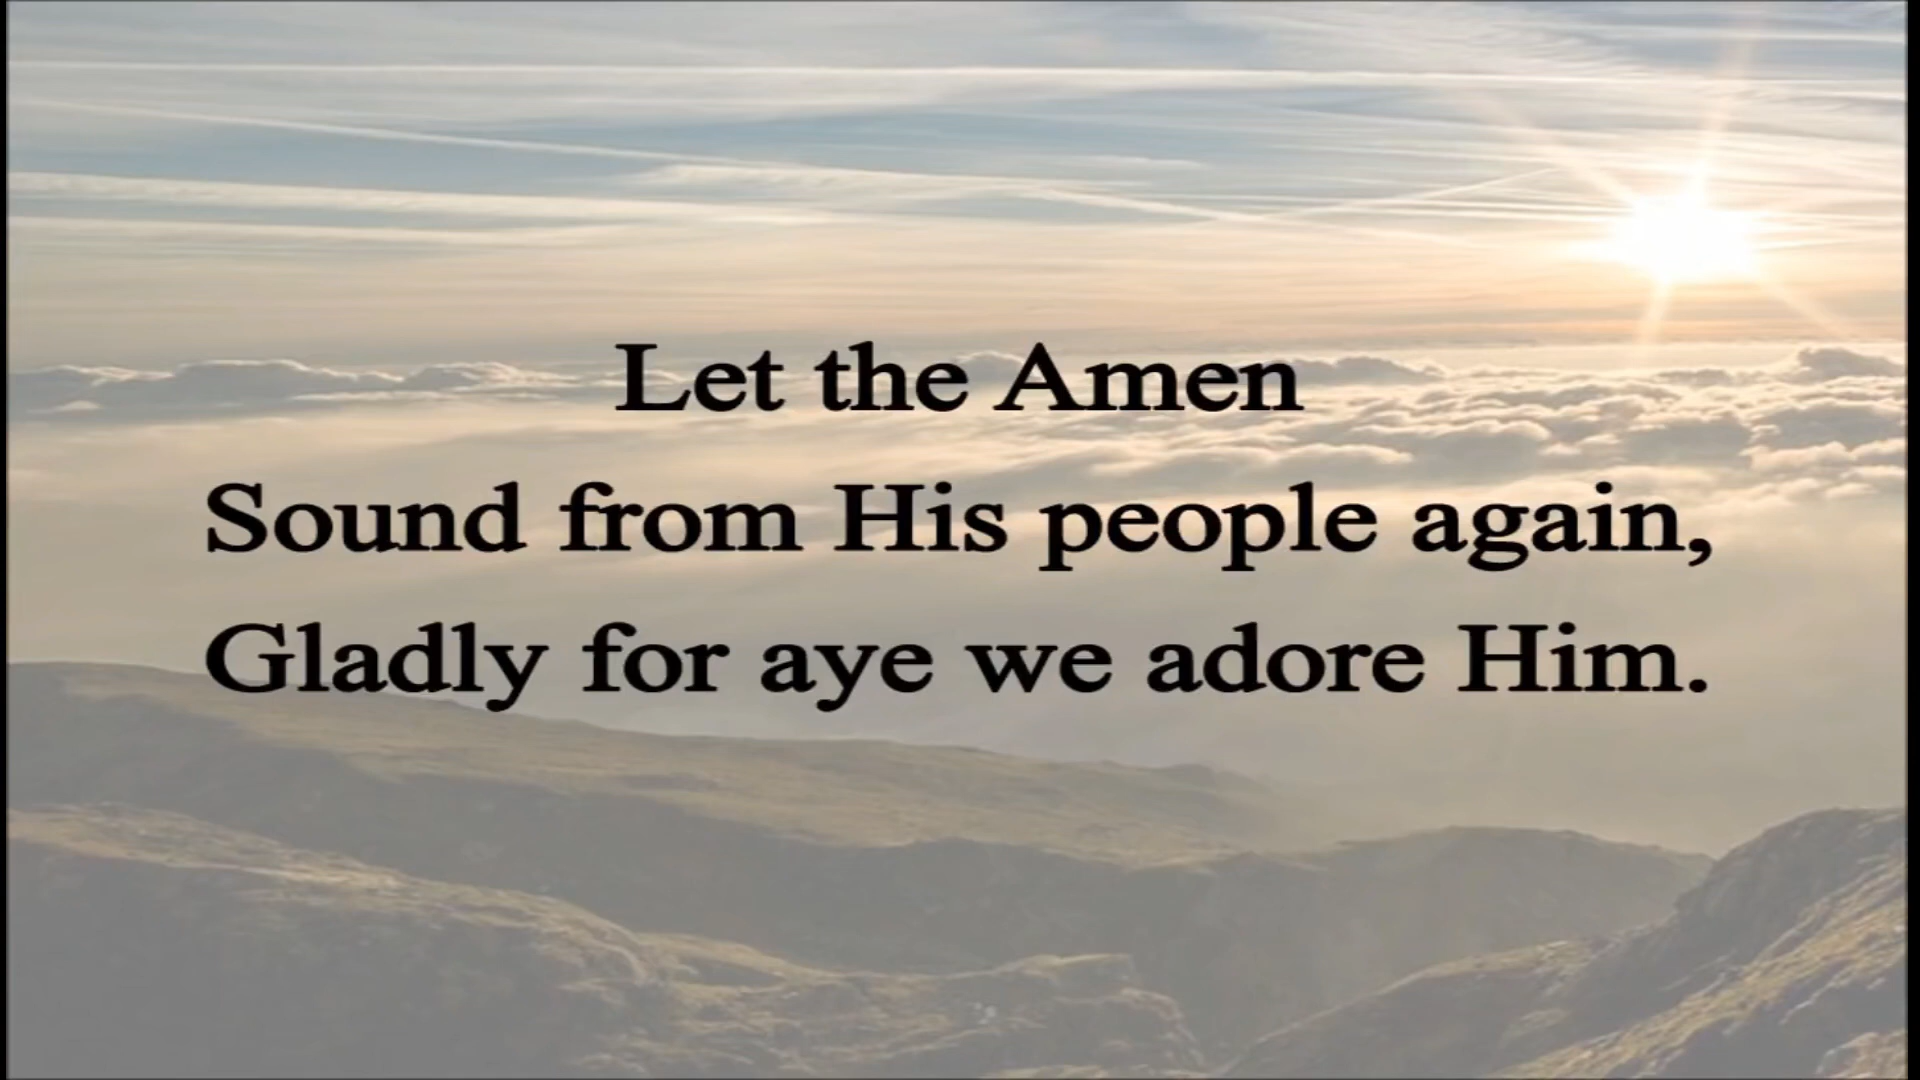 Let the Amen
Sound from His people again,
Gladly for aye we adore Him.